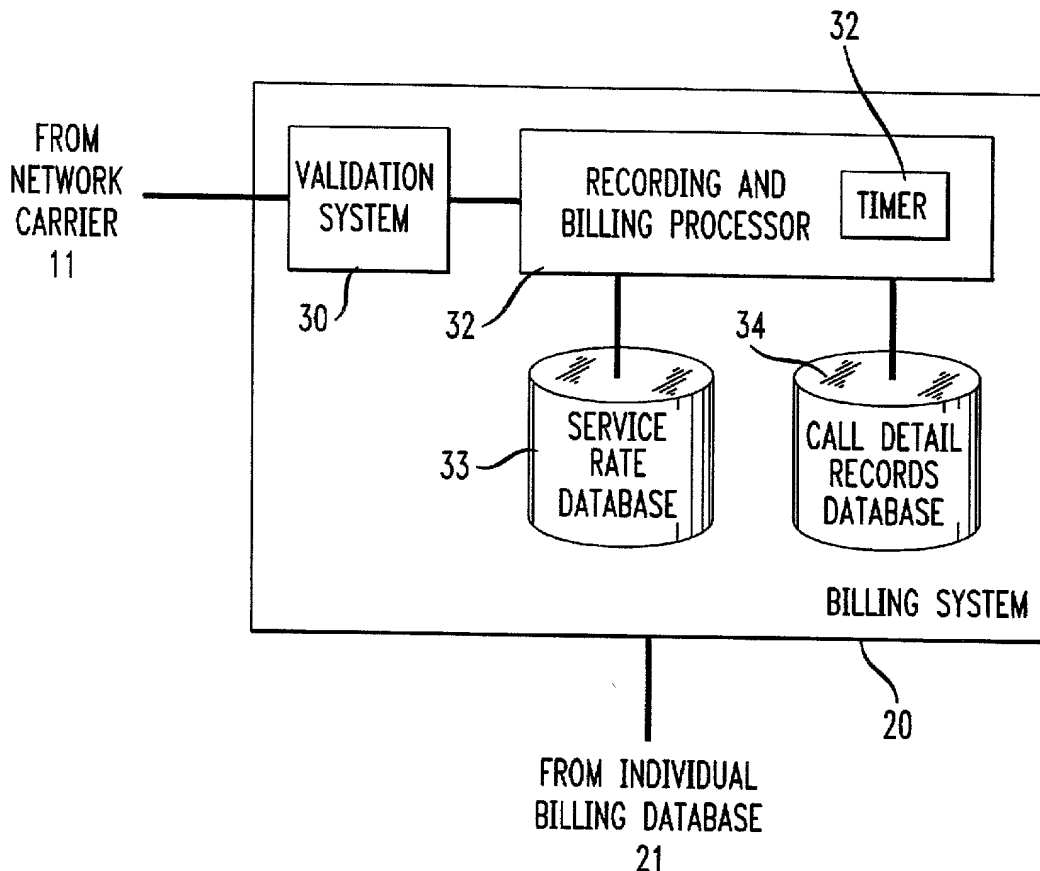 32
FROM
NETWORK
CARRIER
11
VALIDATION
SYSTEM
RECORDING AND
BILLING PROCESSOR
TIMER
30
32
34
33
SERVICE
RATE
DATABASE
CALL DETAIL
RECORDS
DATABASE
BILLING SYSTEM
20
FROM INDIVIDUAL
BILLING DATABASE
21